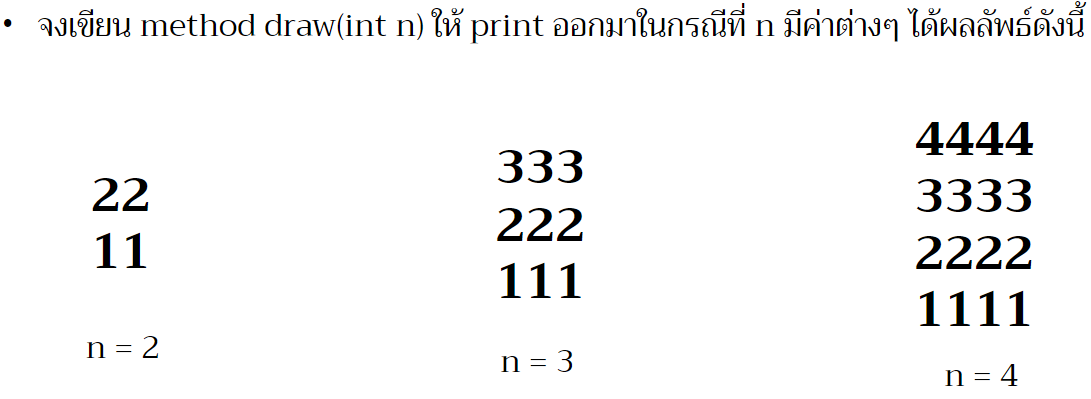 • จงเขียน method draw(int n) ให้ print ออกมาในกรณีที่ n มีค่าต่างๆ ได้ผลลัพธ์ดังนี้
22
11
n = 2
333
222
111
n = 3
4444
3333
2222
1111
n = 4